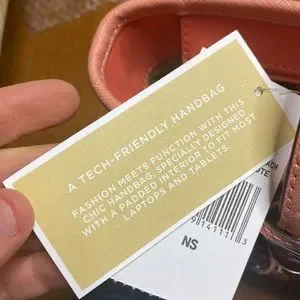 A TECH-FRIENDLY HANDBAG
FASHION MEETS FUNCTION WITH THIS
CHIC HANDBAG, SPECIALLY DESIGNED
WITH A PADDED INTERIOR TO FIT MOST
LAPTOPS AND TABLETS.
NS